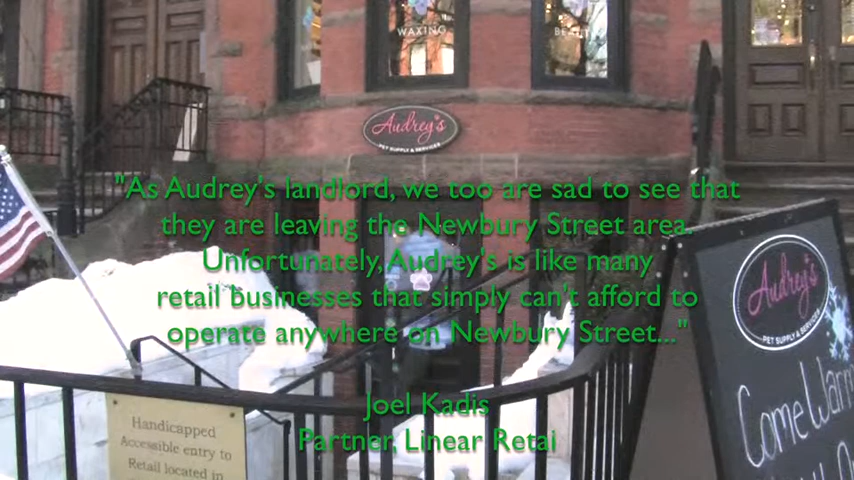 WAXING
BEAUTY
Audrey's
PET SUPPLY & SERVICES
"As Audrey's landlord, we too are sad to see that
they are leaving the Newbury Street area.
Unfortunately, Audrey's is like many
retail businesses that simply can't afford to
operate anywhere on Newbury Street..."
Joel Kadis
Partner, Linear Retai
Audrey's
PET SUPPLY & SERVICES
Come Warm
Handicapped
Accessible entry to
Retail located in